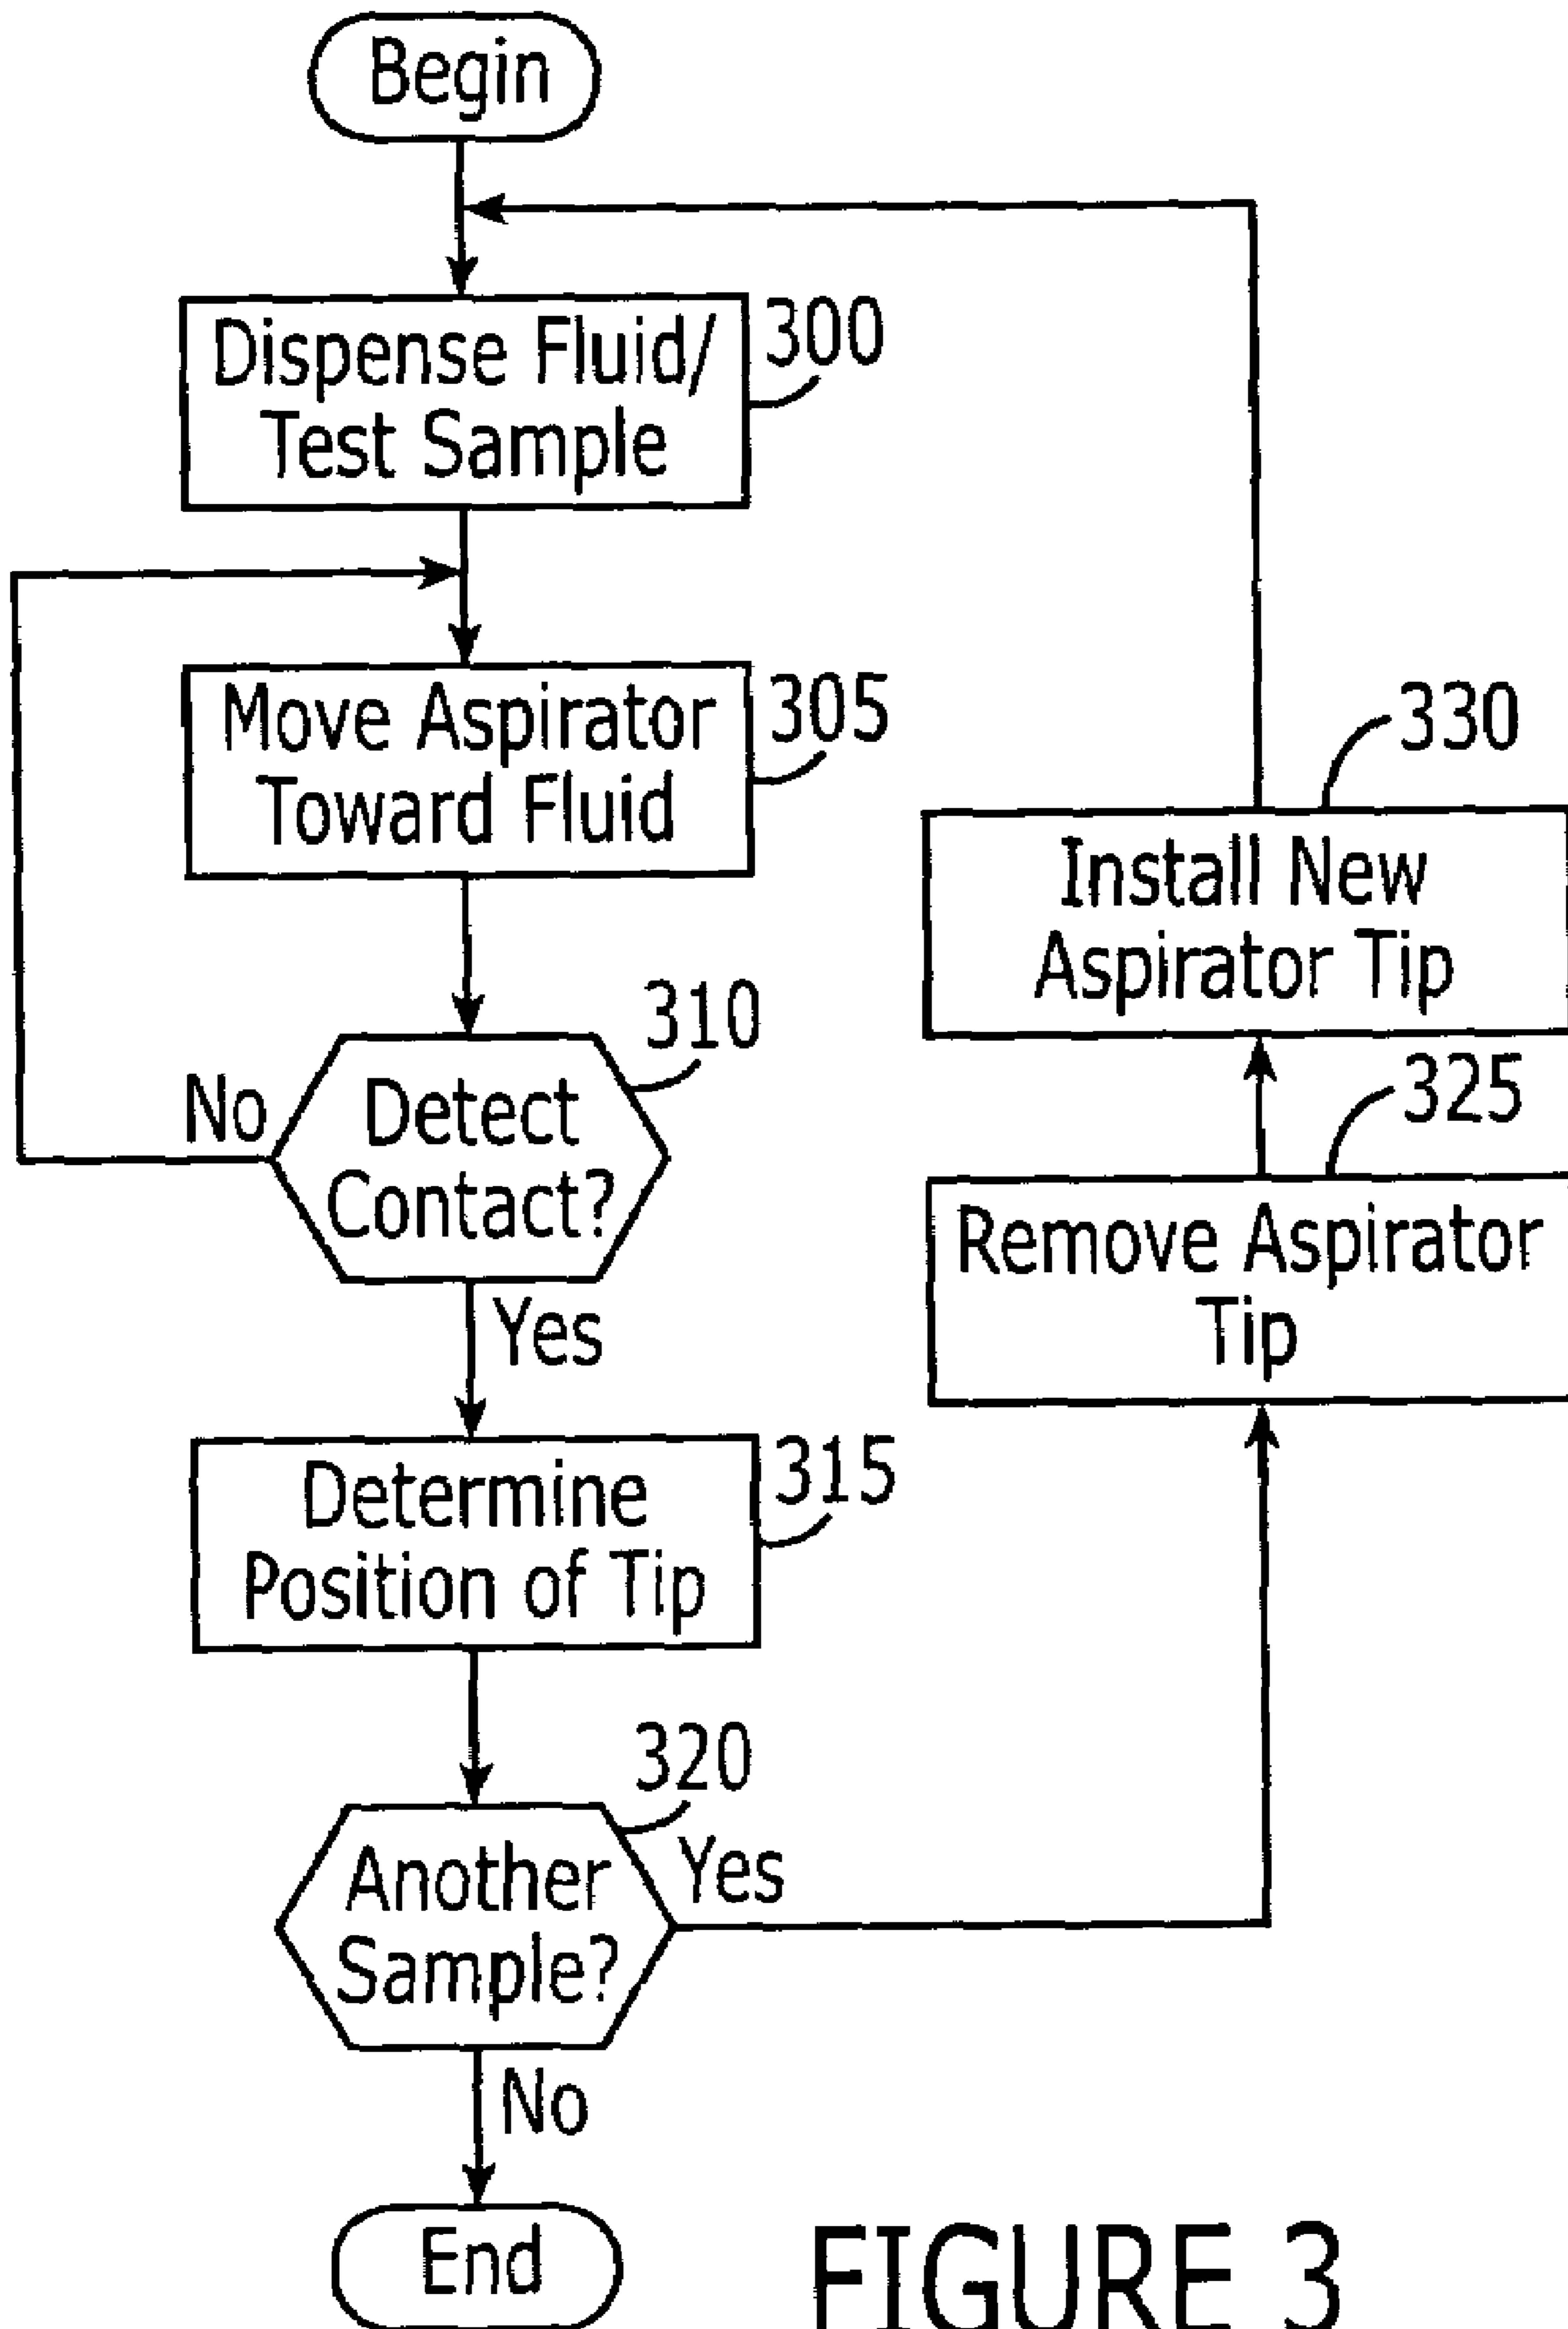 Begin
Dispense Fluid/
Test Sample
300
Move Aspirator
Toward Fluid
305
Detect
Contact?
310
No
Yes
Determine
Position of Tip
315
Another
Sample?
320
Yes
No
End
Remove Aspirator
Tip
325
Install New
Aspirator Tip
330
FIGURE 3